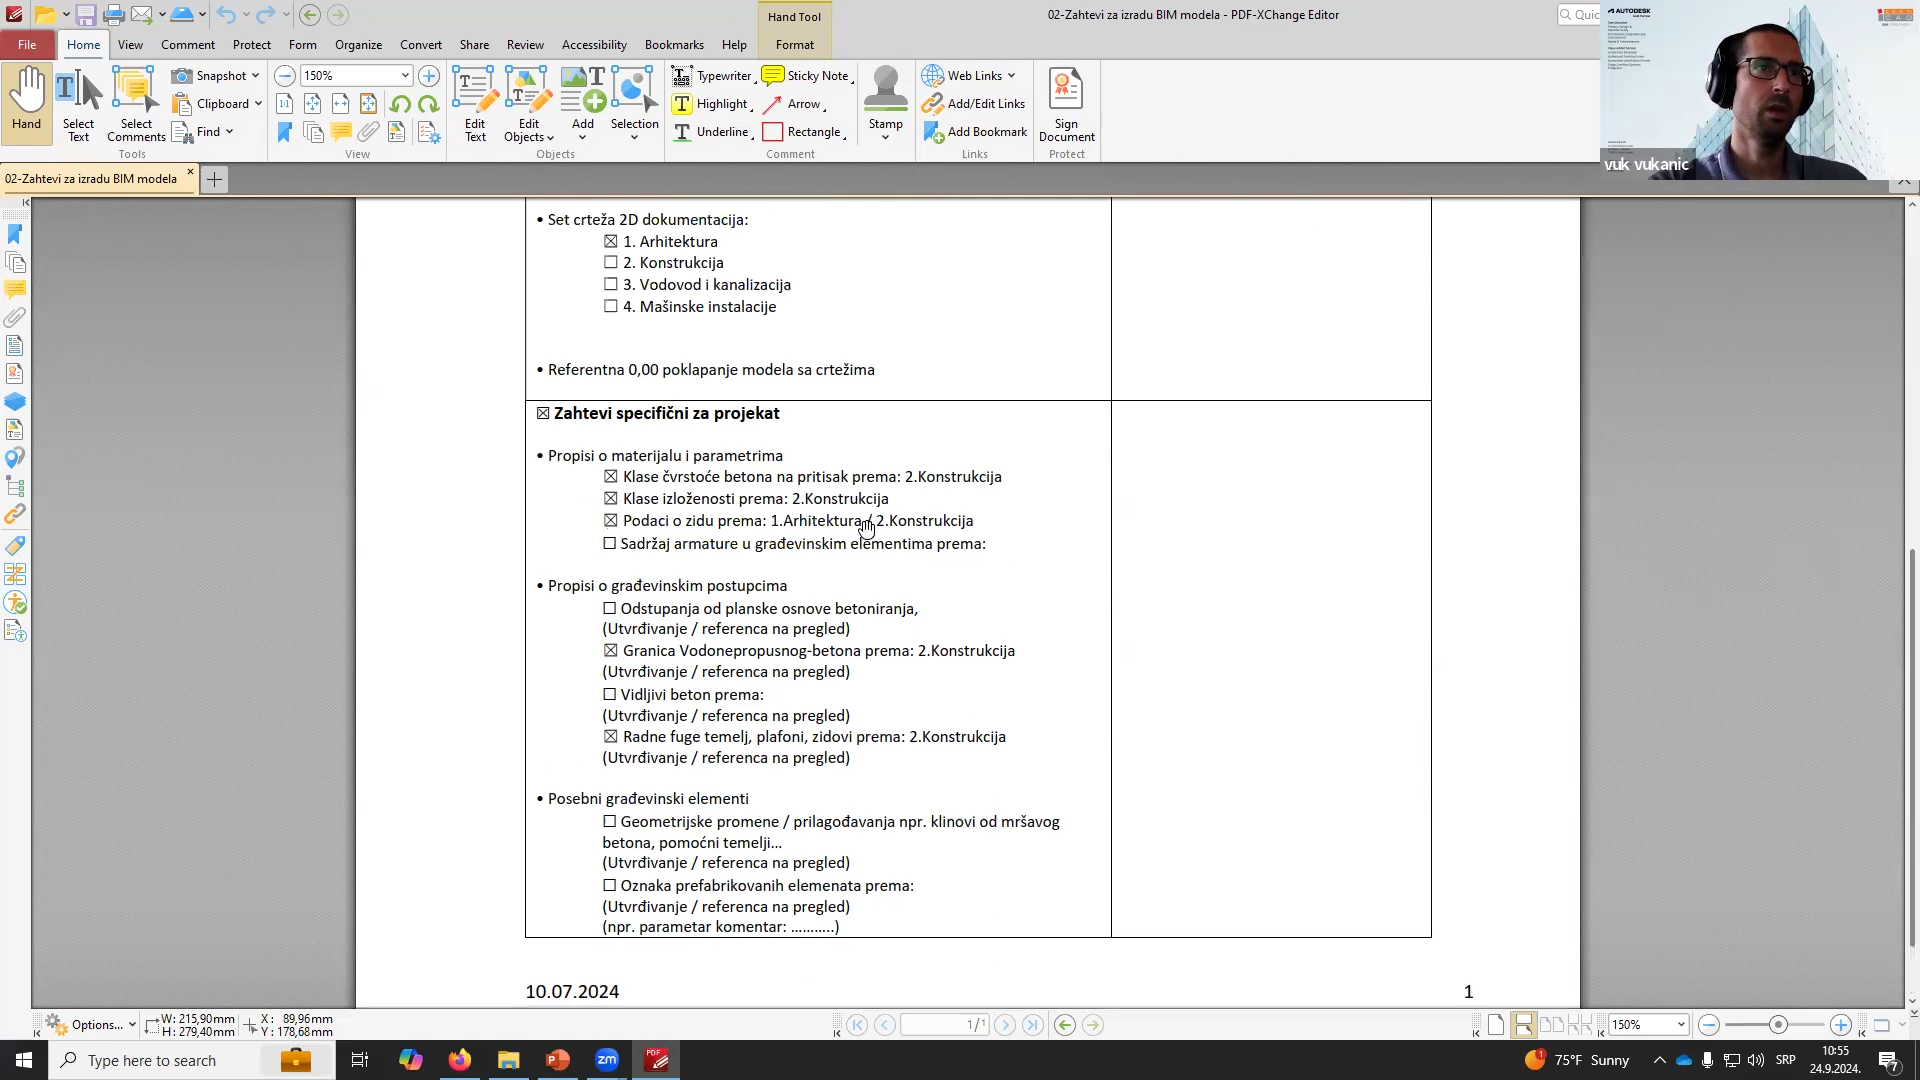 Hand Tool
02-Zahtevi za izradu BIM modela - PDF-XChange Editor
Quic
File
Home
View
Comment
Protect
Form
Organize
Convert
Share
Review
Accessibility
Bookmarks
Help
Format
Hand
Select Text
Select Comments
Snapshot
Clipboard
Find
Tools
150%
View
Edit Text
Edit Objects
Add
Selection
Objects
Typewriter
Highlight
Underline
Sticky Note
Arrow
Rectangle
Comment
Stamp
Web Links
Add/Edit Links
Add Bookmark
Links
Sign Document
Protect
AUTODESK
vuk vukanic
02-Zahtevi za izradu BIM modela
• Set crteža 2D dokumentacija:
☒ 1. Arhitektura
☐ 2. Konstrukcija
☐ 3. Vodovod i kanalizacija
☐ 4. Mašinske instalacije
• Referentna 0,00 poklapanje modela sa crtežima
☒ Zahtevi specifični za projekat
• Propisi o materijalu i parametrima
☒ Klase čvrstoće betona na pritisak prema: 2.Konstrukcija
☒ Klase izloženosti prema: 2.Konstrukcija
☒ Podaci o zidu prema: 1.Arhitektura / 2.Konstrukcija
☐ Sadržaj armature u građevinskim elementima prema:
• Propisi o građevinskim postupcima
☐ Odstupanja od planske osnove betoniranja,
(Utvrđivanje / referenca na pregled)
☒ Granica Vodonepropusnog-betona prema: 2.Konstrukcija
(Utvrđivanje / referenca na pregled)
☐ Vidljivi beton prema:
(Utvrđivanje / referenca na pregled)
☒ Radne fuge temelj, plafoni, zidovi prema: 2.Konstrukcija
(Utvrđivanje / referenca na pregled)
• Posebni građevinski elementi
☐ Geometrijske promene / prilagođavanja npr. klinovi od mršavog
betona, pomoćni temelji...
(Utvrđivanje / referenca na pregled)
☐ Oznaka prefabrikovanih elemenata prema:
(Utvrđivanje / referenca na pregled)
(npr. parametar komentar: ………..)
10.07.2024
1
Options...
W: 215,90mm
H: 279,40mm
X: 89,96mm
Y: 178,68mm
1/1
150%
Type here to search
zm
PDF
75°F Sunny
SRP
10:55
24.9.2024.
7